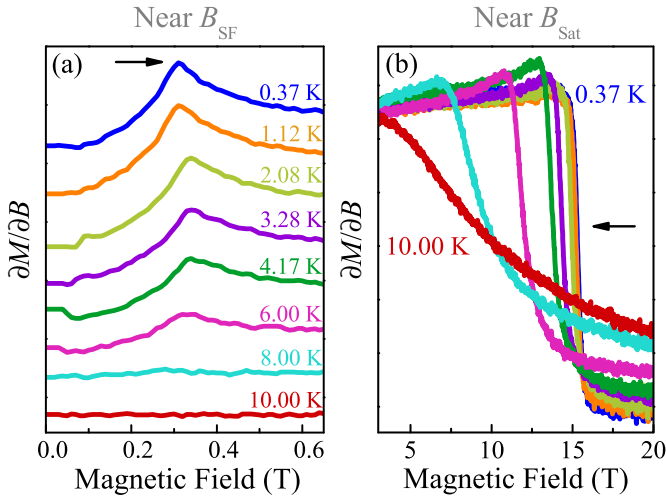 Near B_SF
(a)
0.37 K
1.12 K
2.08 K
3.28 K
4.17 K
6.00 K
8.00 K
10.00 K
∂M/∂B
0.0 0.2 0.4 0.6
Magnetic Field (T)
Near B_Sat
(b)
0.37 K
10.00 K
∂M/∂B
5 10 15 20
Magnetic Field (T)